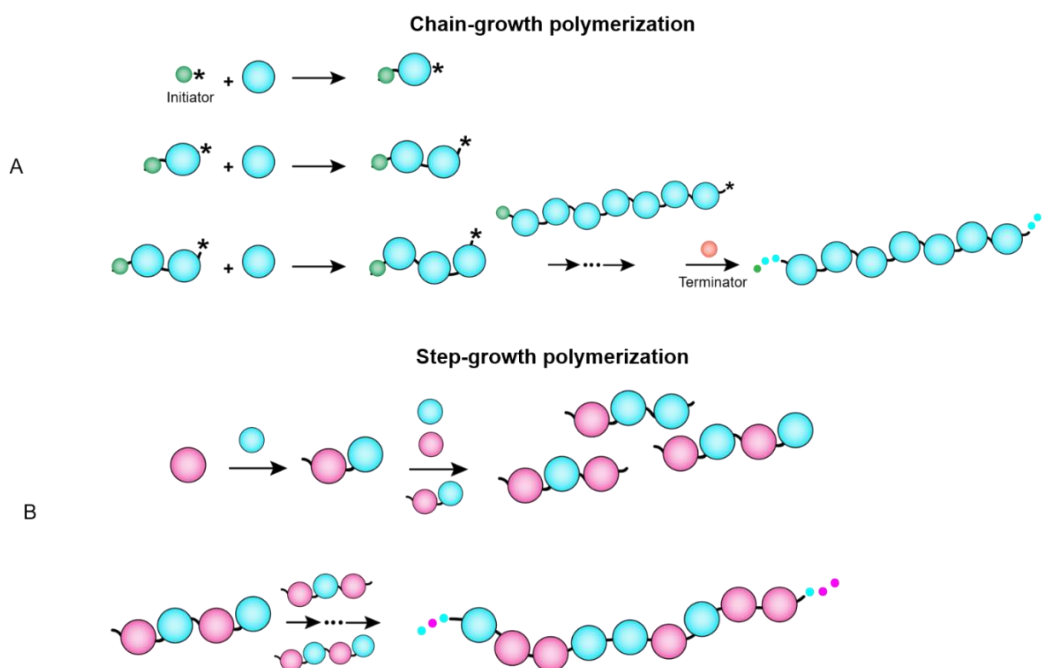 Chain-growth polymerization
* + * 
Initiator
A
* + *
* + *
*
Terminator
Step-growth polymerization
B